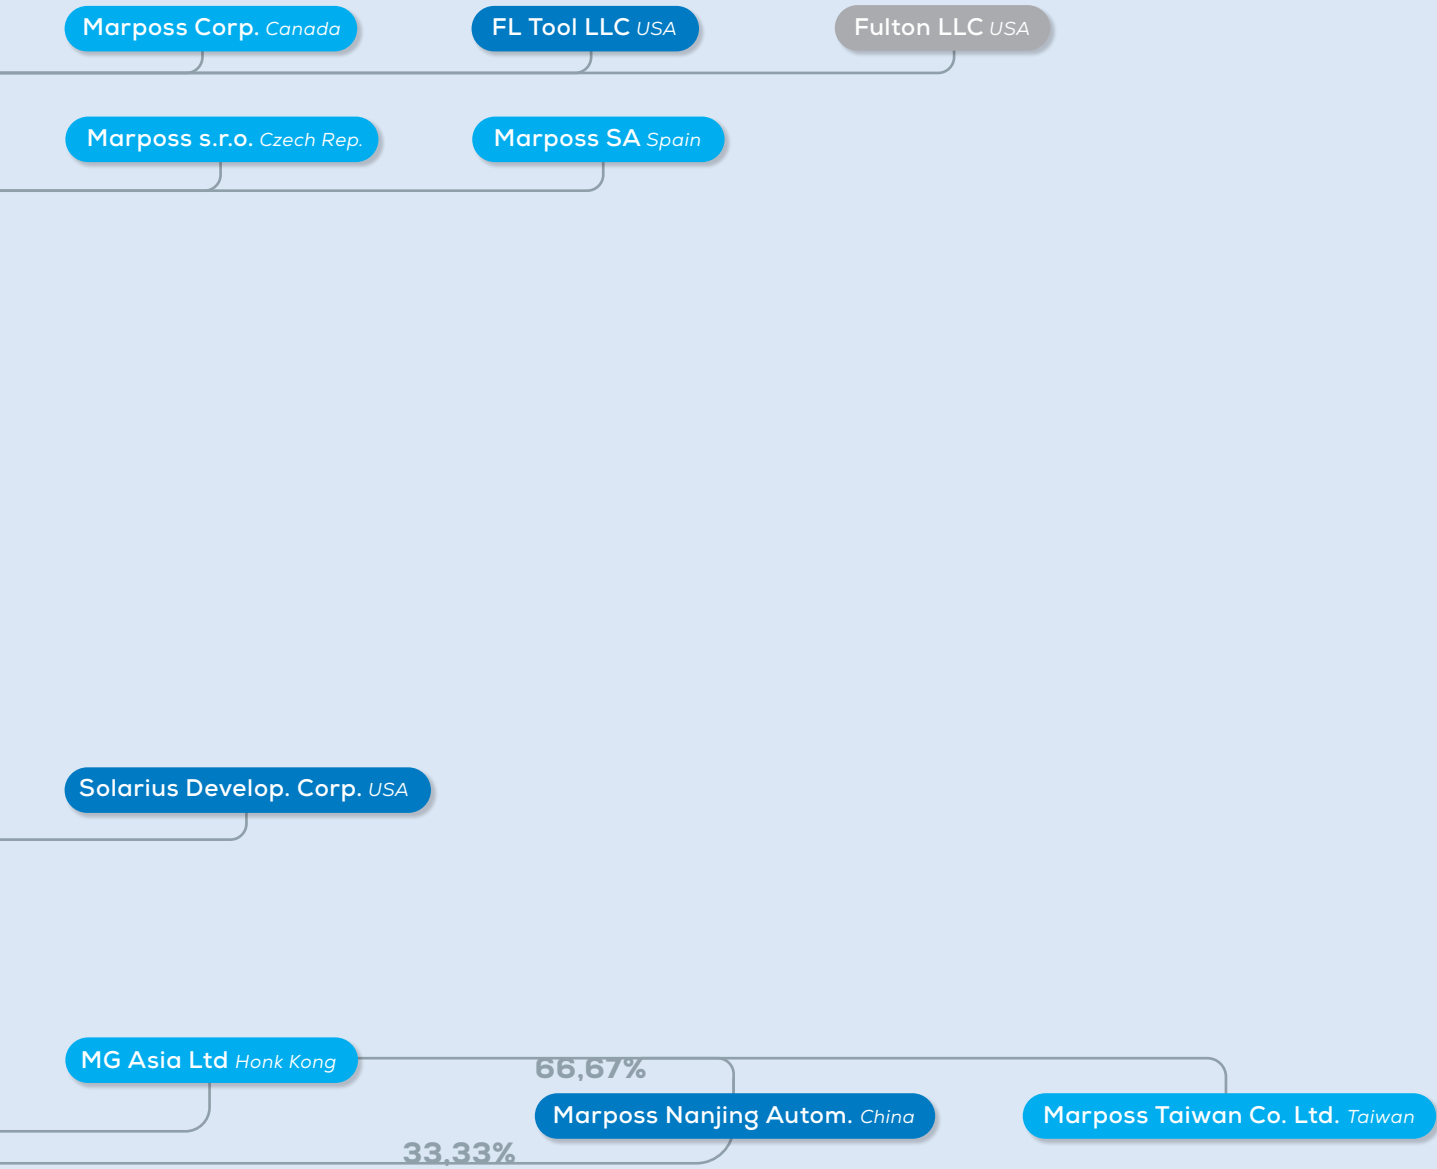 Marposs Corp. Canada
FL Tool LLC USA
Fulton LLC USA
Marposs s.r.o. Czech Rep.
Marposs SA Spain
Solarius Develop. Corp. USA
MG Asia Ltd Honk Kong
66,67%
Marposs Nanjing Autom. China
Marposs Taiwan Co. Ltd. Taiwan
33,33%